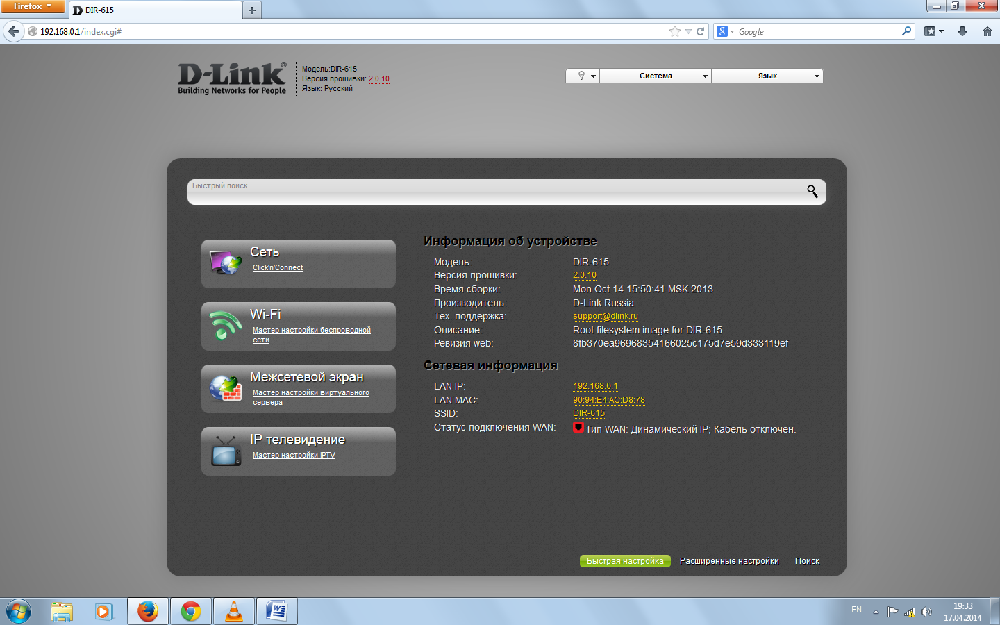 Firefox
DIR-615
192.168.0.1/index.cgi#
Google
D-Link®
Building Networks for People
Модель:DIR-615
Версия прошивки: 2.0.10
Язык: Русский
Система
Язык
Быстрый поиск
Сеть
Click'n'Connect
Wi-Fi
Мастер настройки беспроводной
сети
Межсетевой экран
Мастер настройки виртуального
сервера
IP телевидение
Мастер настройки IPTV
Информация об устройстве
Модель: DIR-615
Версия прошивки: 2.0.10
Время сборки: Mon Oct 14 15:50:41 MSK 2013
Производитель: D-Link Russia
Тех. поддержка: support@dlink.ru
Описание: Root filesystem image for DIR-615
Ревизия web: 8fb370ea96968354166025c175d7e59d333119ef
Сетевая информация
LAN IP: 192.168.0.1
LAN MAC: 90:94:E4:AC:D8:78
SSID: DIR-615
Статус подключения WAN: Тип WAN: Динамический IP; Кабель отключен.
Быстрая настройка Расширенные настройки Поиск
EN
19:33
17.04.2014